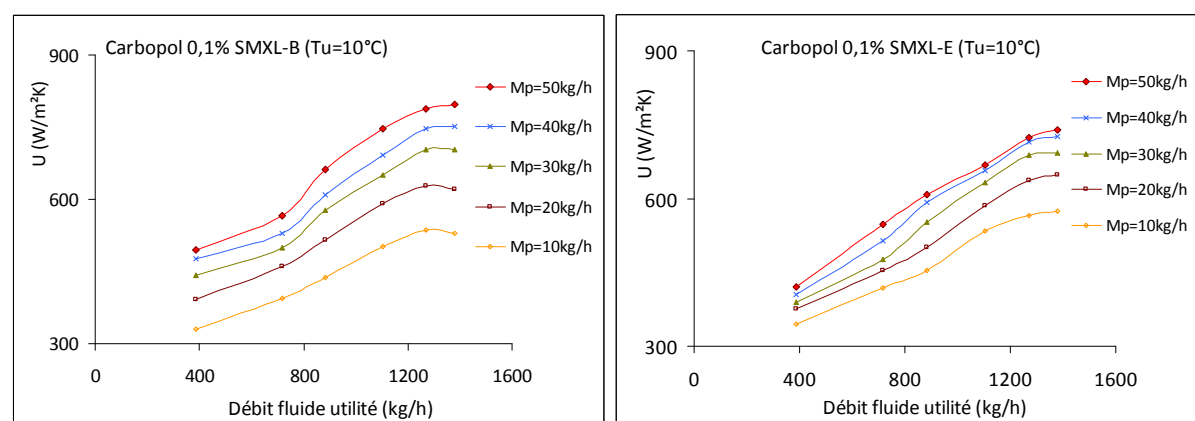 Carbopol 0,1% SMXL-B (Tu=10°C)
900
600
300
U (W/m²K)
0
400
800
1200
1600
Débit fluide utilité (kg/h)
Mp=50kg/h
Mp=40kg/h
Mp=30kg/h
Mp=20kg/h
Mp=10kg/h
Carbopol 0,1% SMXL-E (Tu=10°C)
900
600
300
U (W/m²K)
0
400
800
1200
1600
Débit fluide utilité (kg/h)
Mp=50kg/h
Mp=40kg/h
Mp=30kg/h
Mp=20kg/h
Mp=10kg/h